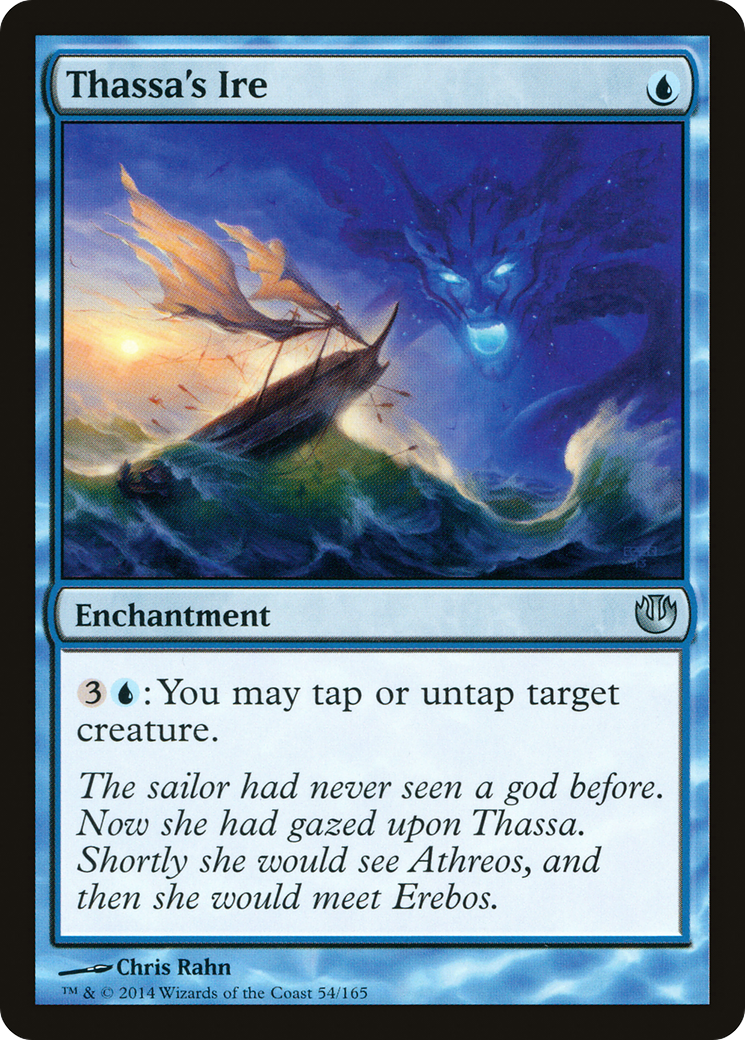 Thassa's Ire
Enchantment
3: You may tap or untap target
creature.
The sailor had never seen a god before.
Now she had gazed upon Thassa.
Shortly she would see Athreos, and
then she would meet Erebos.
Chris Rahn
™ & © 2014 Wizards of the Coast 54/165